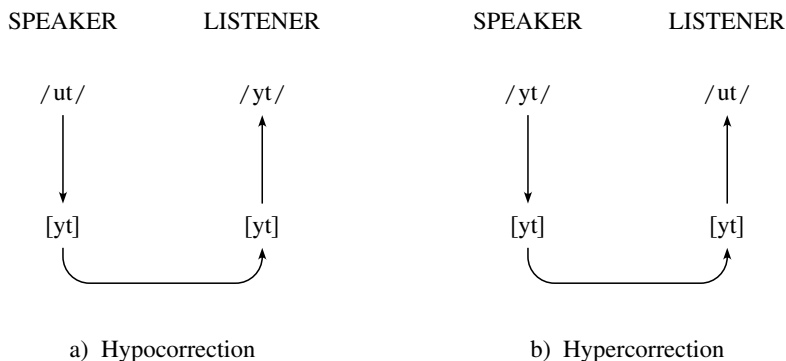 SPEAKER LISTENER SPEAKER LISTENER
/ut/ /yt/ /yt/ /ut/
[yt] [yt] [yt] [yt]
a) Hypocorrection b) Hypercorrection